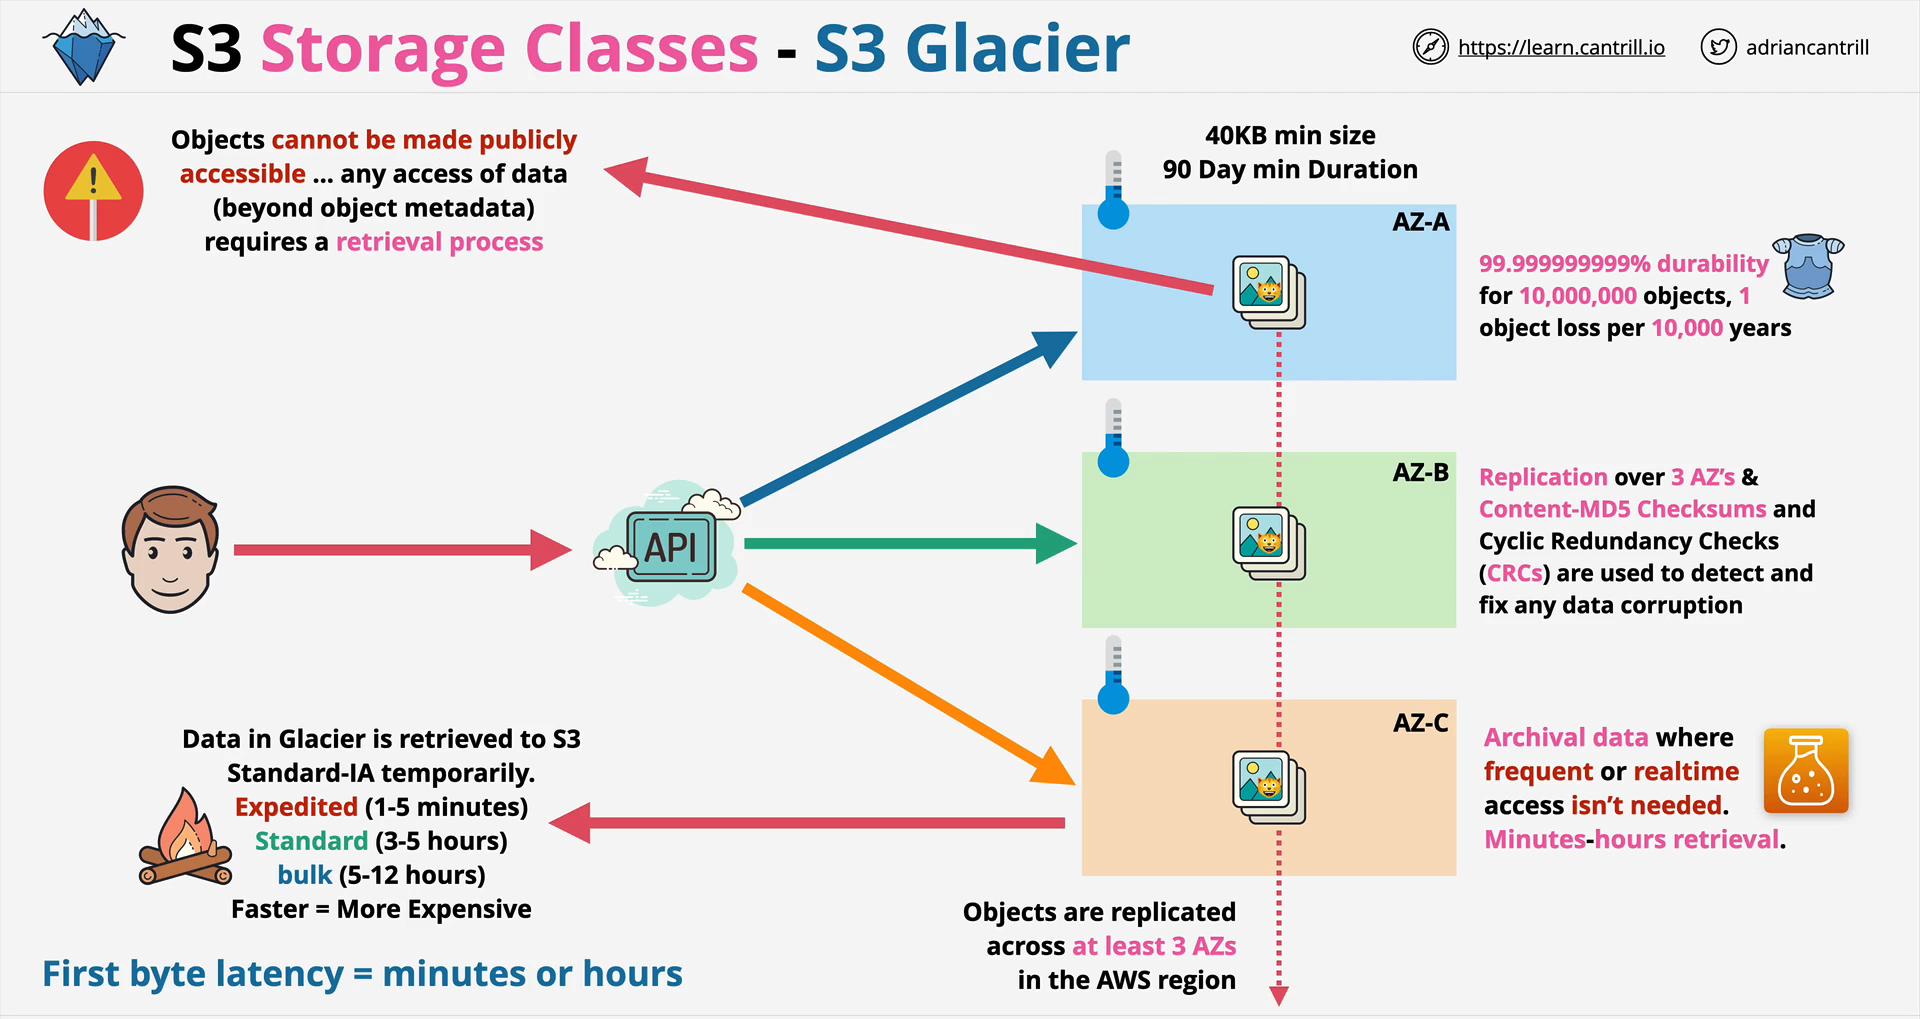 S3 Storage Classes - S3 Glacier
https://learn.cantrill.io
adriancantrill
Objects cannot be made publicly
accessible ... any access of data
(beyond object metadata)
requires a retrieval process
40KB min size
90 Day min Duration
AZ-A
99.999999999% durability
for 10,000,000 objects, 1
object loss per 10,000 years
API
AZ-B
Replication over 3 AZ's &
Content-MD5 Checksums and
Cyclic Redundancy Checks
(CRCs) are used to detect and
fix any data corruption
Data in Glacier is retrieved to S3
Standard-IA temporarily.
Expedited (1-5 minutes)
Standard (3-5 hours)
bulk (5-12 hours)
Faster = More Expensive
AZ-C
Archival data where
frequent or realtime
access isn't needed.
Minutes-hours retrieval.
Objects are replicated
across at least 3 AZs
in the AWS region
First byte latency = minutes or hours